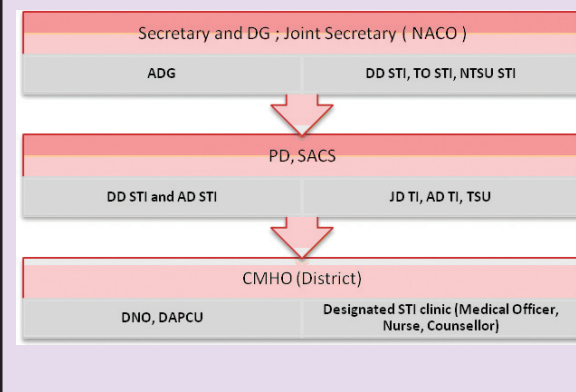 Secretary and DG ; Joint Secretary ( NACO )
ADG
DD STI, TO STI, NTSU STI
PD, SACS
DD STI and AD STI
JD TI, AD TI, TSU
CMHO (District)
DNO, DAPCU
Designated STI clinic (Medical Officer,
Nurse, Counsellor)